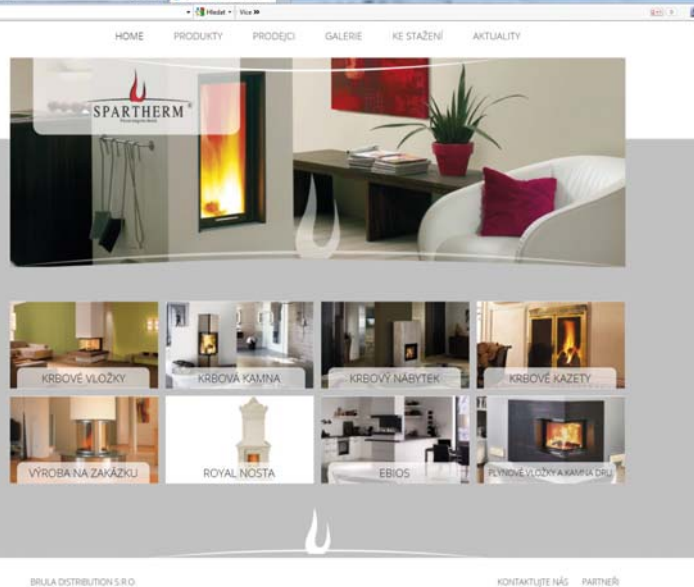 Hledat
Více
HOME PRODUKTY PRODEJCI GALERIE KE STAŽENÍ AKTUALITY
SPARTHERM®
KRBOVÉ VLOŽKY KRBOVÁ KAMNA KRBOVÝ NÁBYTEK KRBOVÉ KAZETY
VÝROBA NA ZAKÁZKU ROYAL NOSTA EBIOS PLYNOVÉ VLOŽKY A KAMNA DRU
BRULA DISTRIBUTION S.R.O. KONTAKTUJTE NÁS PARTNEŘI